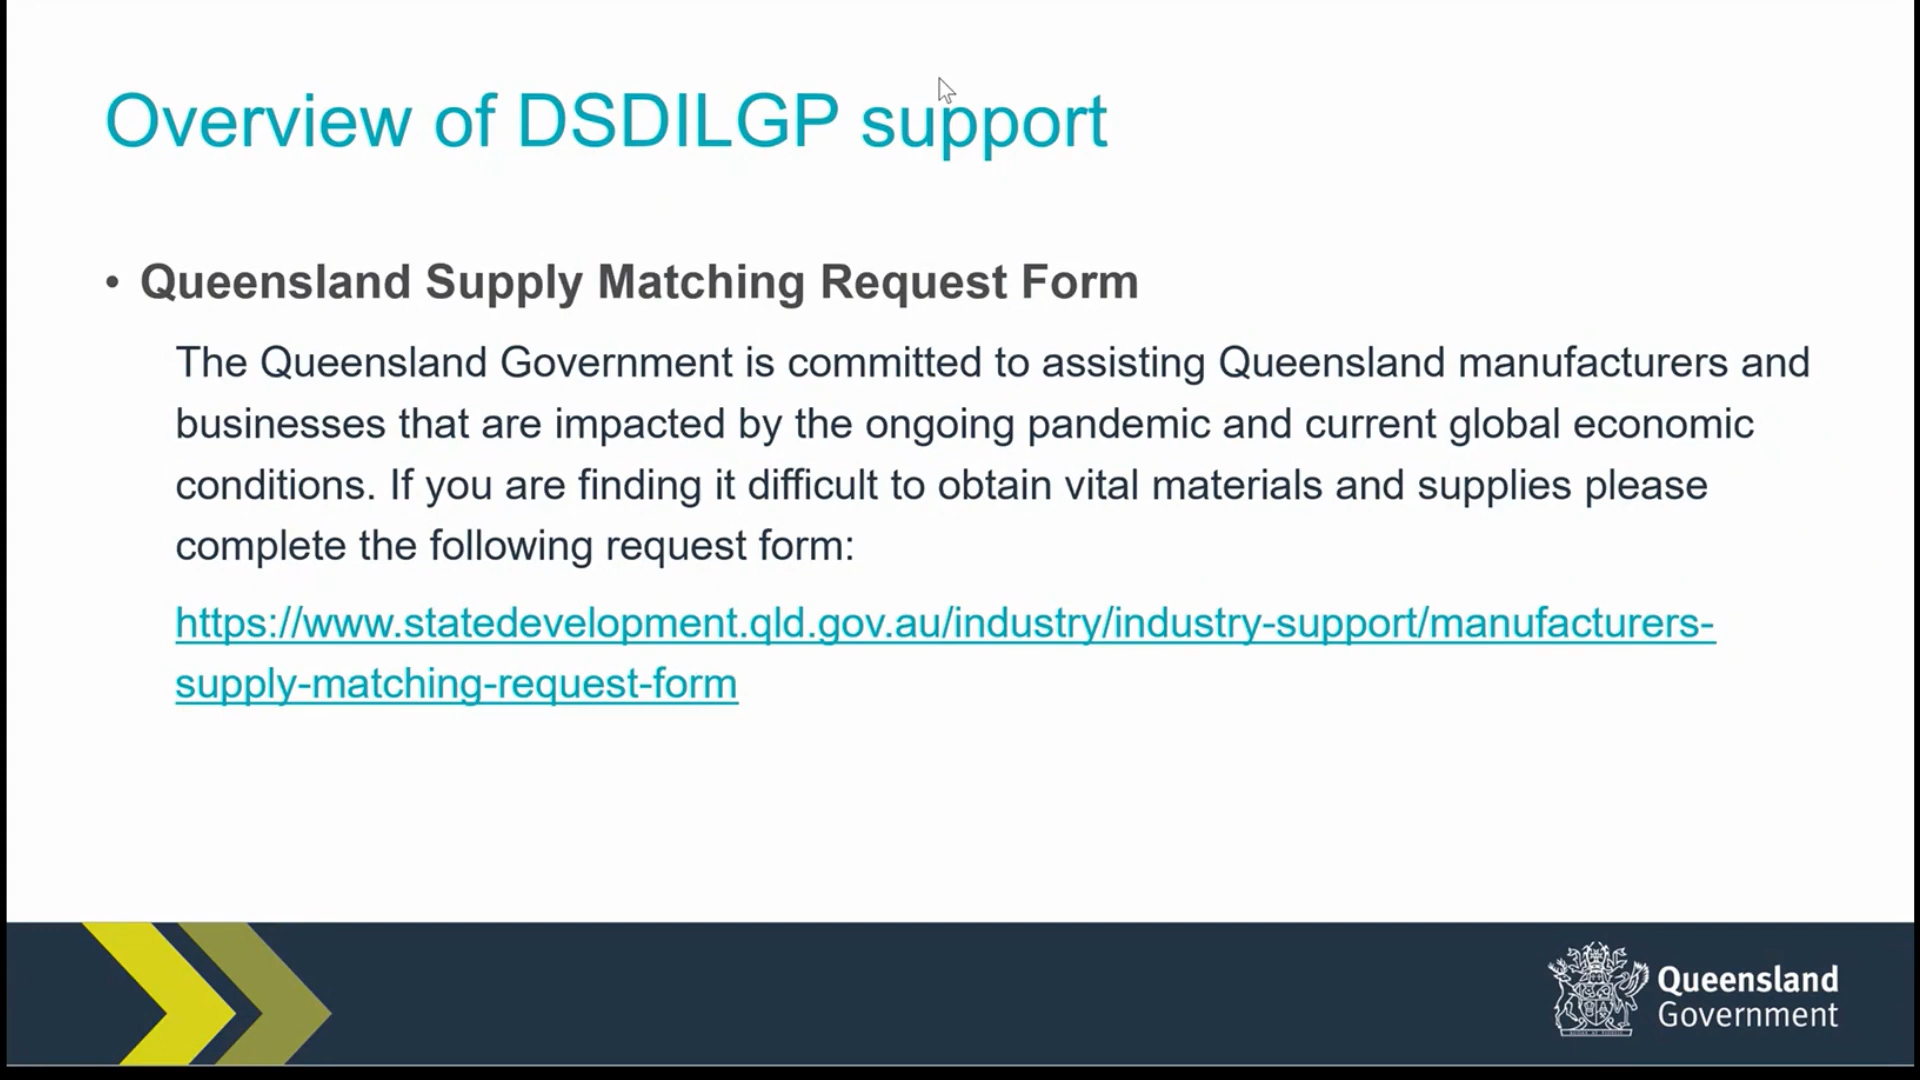 Overview of DSDILGP support
• Queensland Supply Matching Request Form
The Queensland Government is committed to assisting Queensland manufacturers and
businesses that are impacted by the ongoing pandemic and current global economic
conditions. If you are finding it difficult to obtain vital materials and supplies please
complete the following request form:
https://www.statedevelopment.qld.gov.au/industry/industry-support/manufacturers-
supply-matching-request-form
Queensland
Government